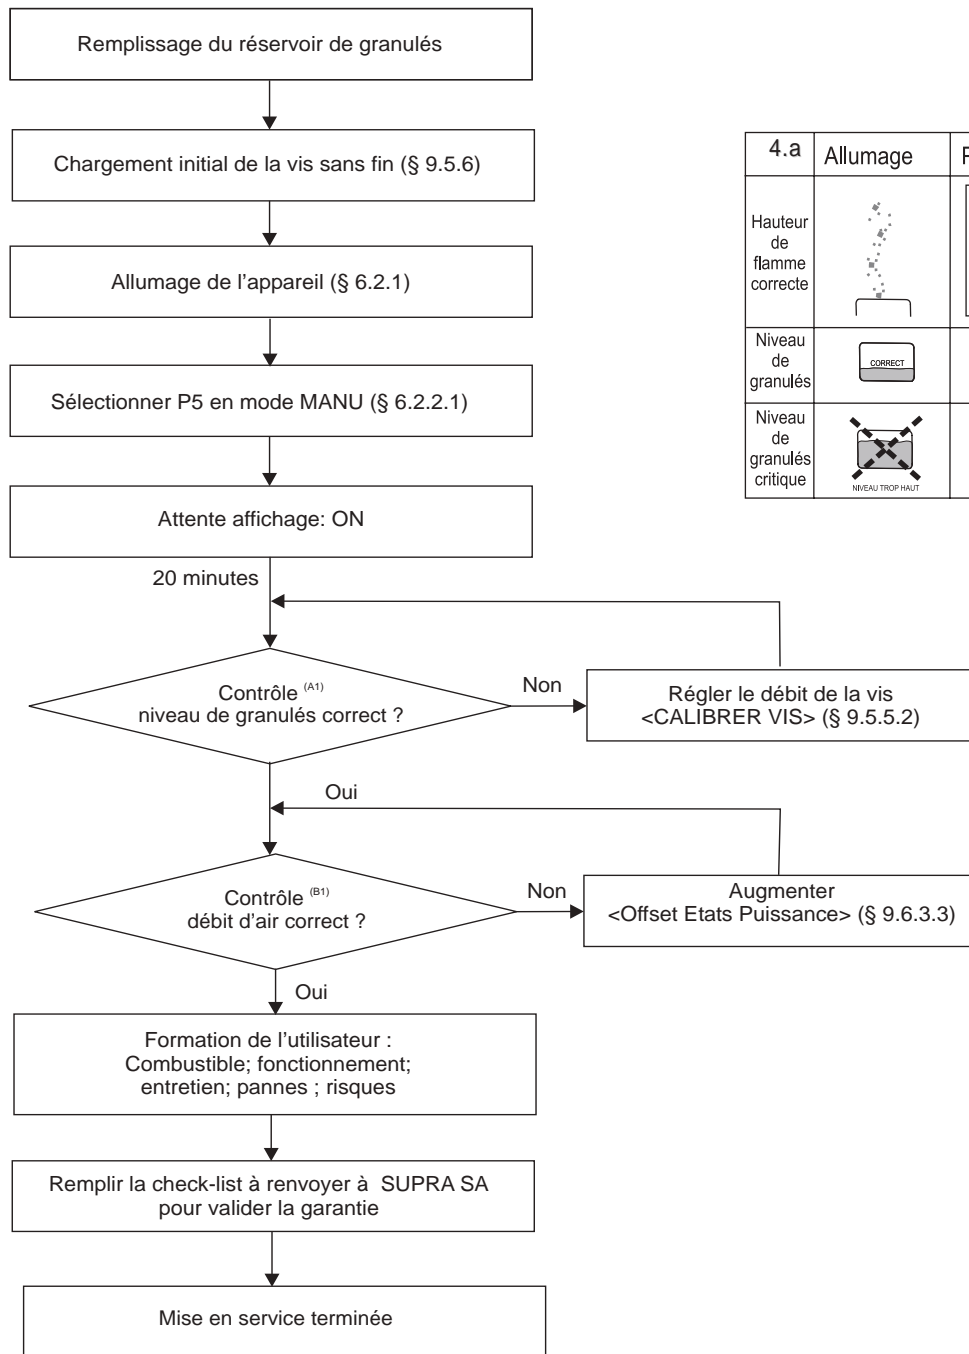 Remplissage du réservoir de granulés
Chargement initial de la vis sans fin (§ 9.5.6)
Allumage de l'appareil (§ 6.2.1)
Sélectionner P5 en mode MANU (§ 6.2.2.1)
Attente affichage: ON
20 minutes
Contrôle (A1)
niveau de granulés correct ?
Non
Régler le débit de la vis
<CALIBRER VIS> (§ 9.5.5.2)
Oui
Contrôle (B1)
débit d'air correct ?
Non
Augmenter
<Offset Etats Puissance> (§ 9.6.3.3)
Oui
Formation de l'utilisateur :
Combustible; fonctionnement;
entretien; pannes ; risques
Remplir la check-list à renvoyer à SUPRA SA
pour valider la garantie
Mise en service terminée
4.a
Allumage
Hauteur
de
flamme
correcte
Niveau
de
granulés
CORRECT
Niveau
de
granulés
critique
NIVEAU TROP HAUT